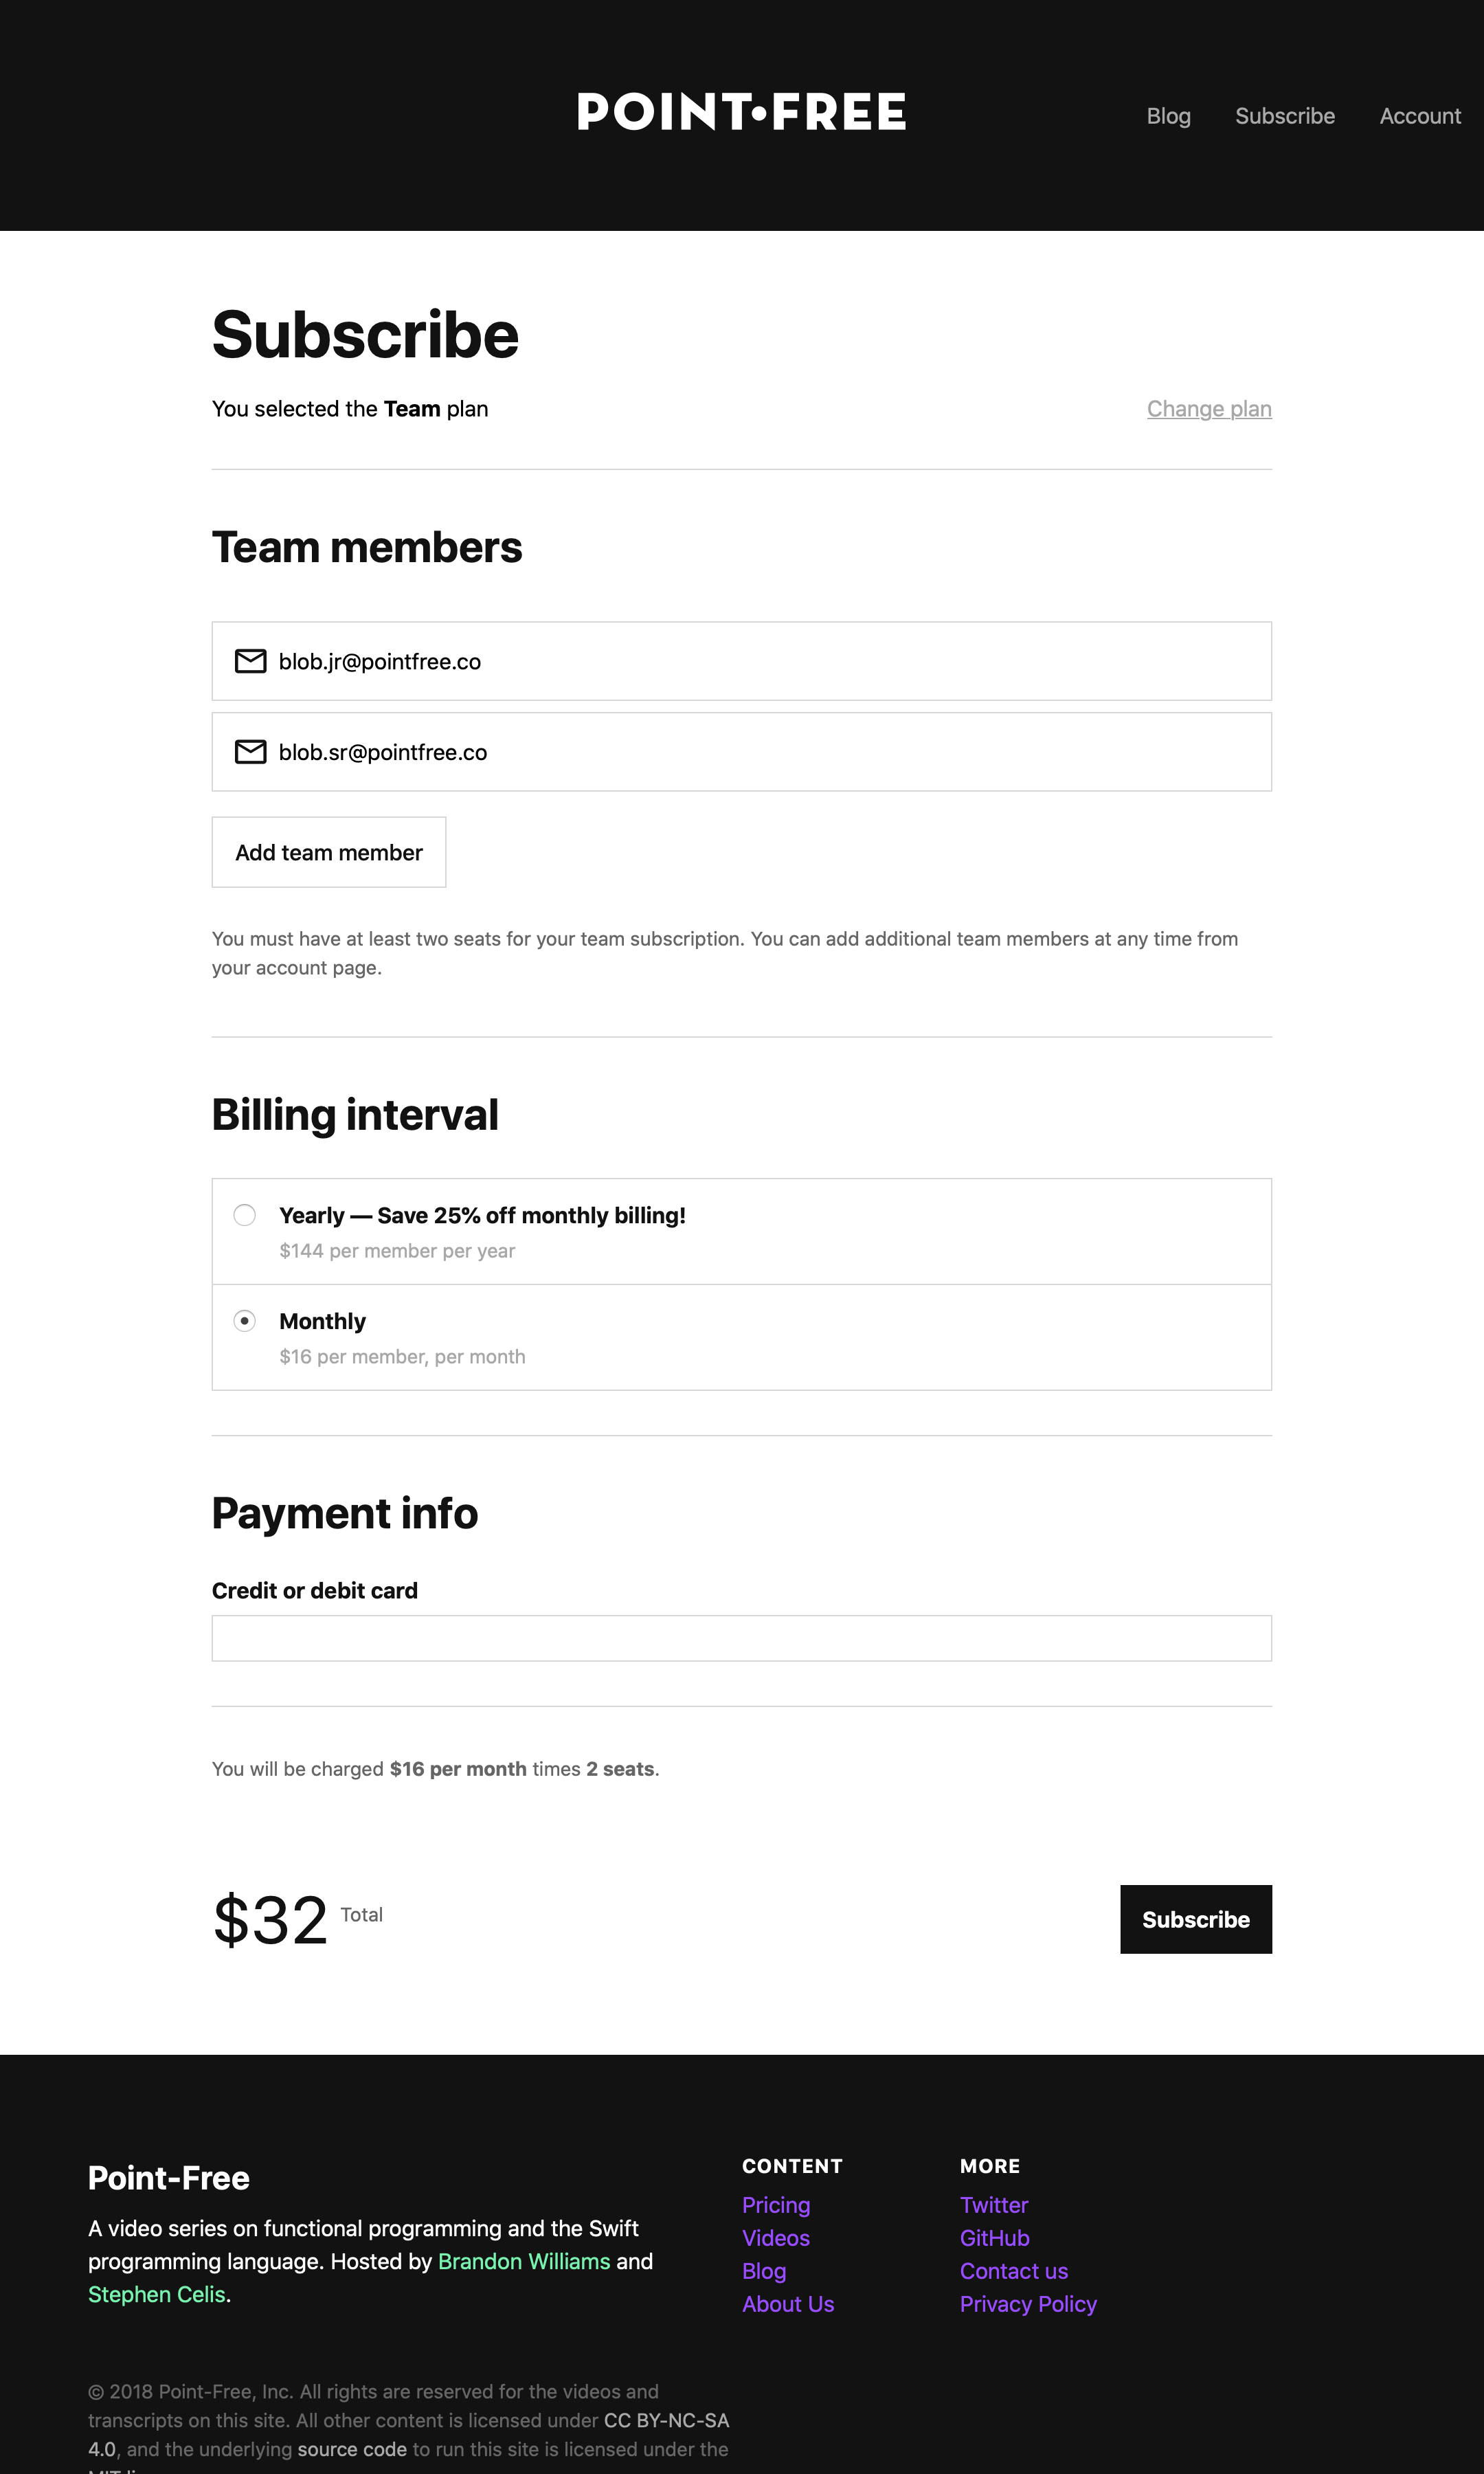 POINT•FREE
Blog Subscribe Account
Subscribe
You selected the Team plan
Change plan
Team members
blob.jr@pointfree.co
blob.sr@pointfree.co
Add team member
You must have at least two seats for your team subscription. You can add additional team members at any time from
your account page.
Billing interval
Yearly — Save 25% off monthly billing!
$144 per member per year
Monthly
$16 per member, per month
Payment info
Credit or debit card
You will be charged $16 per month times 2 seats.
$32 Total
Subscribe
Point-Free
A video series on functional programming and the Swift
programming language. Hosted by Brandon Williams and
Stephen Celis.
CONTENT
Pricing
Videos
Blog
About Us
MORE
Twitter
GitHub
Contact us
Privacy Policy
© 2018 Point-Free, Inc. All rights are reserved for the videos and
transcripts on this site. All other content is licensed under CC BY-NC-SA
4.0, and the underlying source code to run this site is licensed under the